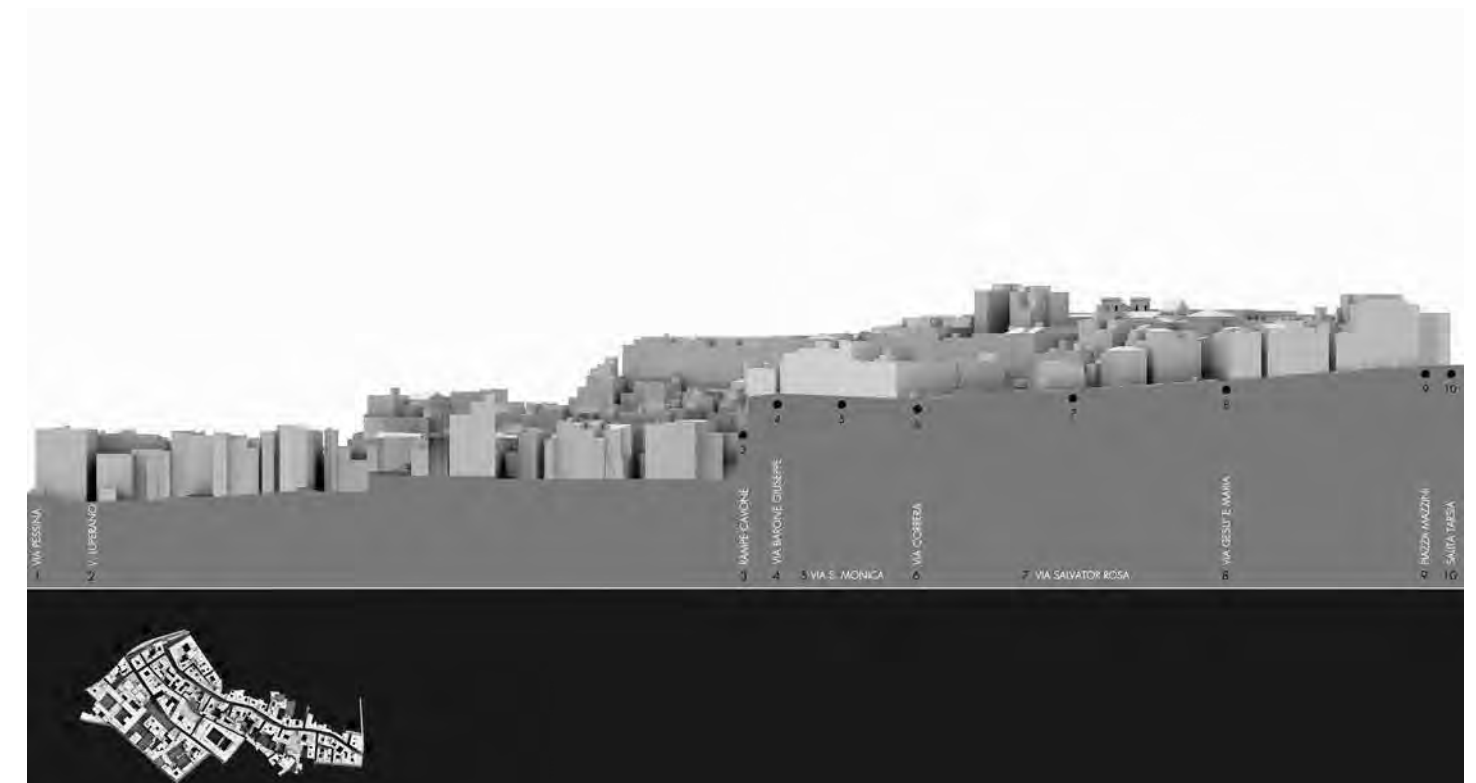 3
4
5
6
7
8
9
10
VIA PESSINA
V. LUPERANO
RAMPE CAVONE
VIA BARONE GIUSEPPE
VIA CORRERA
VIA GESU' E MARIA
PIAZZA MAZZINI
SALITA TARSIA
1
2
3
4
5 VIA S. MONICA
6
7 VIA SALVATOR ROSA
8
9
10